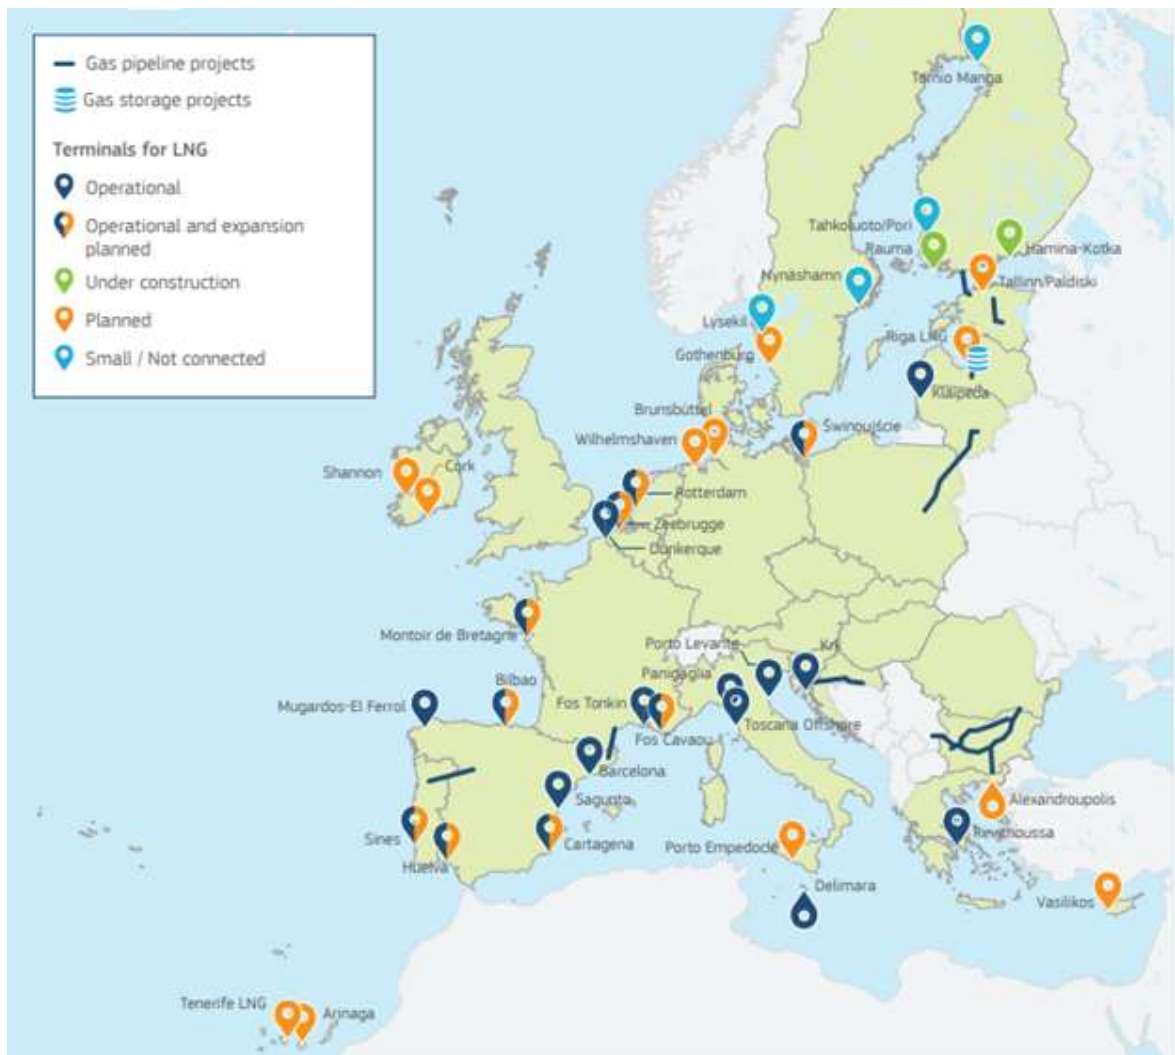 Gas pipeline projects
Gas storage projects
Terminals for LNG
Operational
Operational and expansion
planned
Under construction
Planned
Small / Not connected
Tornio Manga
Tahkoluoto/Pori
Rauma
Hamina-Kotka
Nynäshamn
Tallinn/Paldiski
Lysekil
Riga LNG
Gothenburg
Klaipeda
Brunsbüttel
Świnoujście
Wilhelmshaven
Cork
Shannon
Rotterdam
Zeebrugge
Dunkerque
Montoir de Bretagne
Porto Levante
Krk
Panigaglia
Bilbao
Mugardos-El Ferrol
Fos Tonkin
Toscana Offshore
Fos Cavaou
Barcelona
Sagunto
Alexandroupolis
Revithoussa
Sines
Cartagena
Porto Empedocle
Huelva
Delimara
Vasilikos
Tenerife LNG
Arinaga